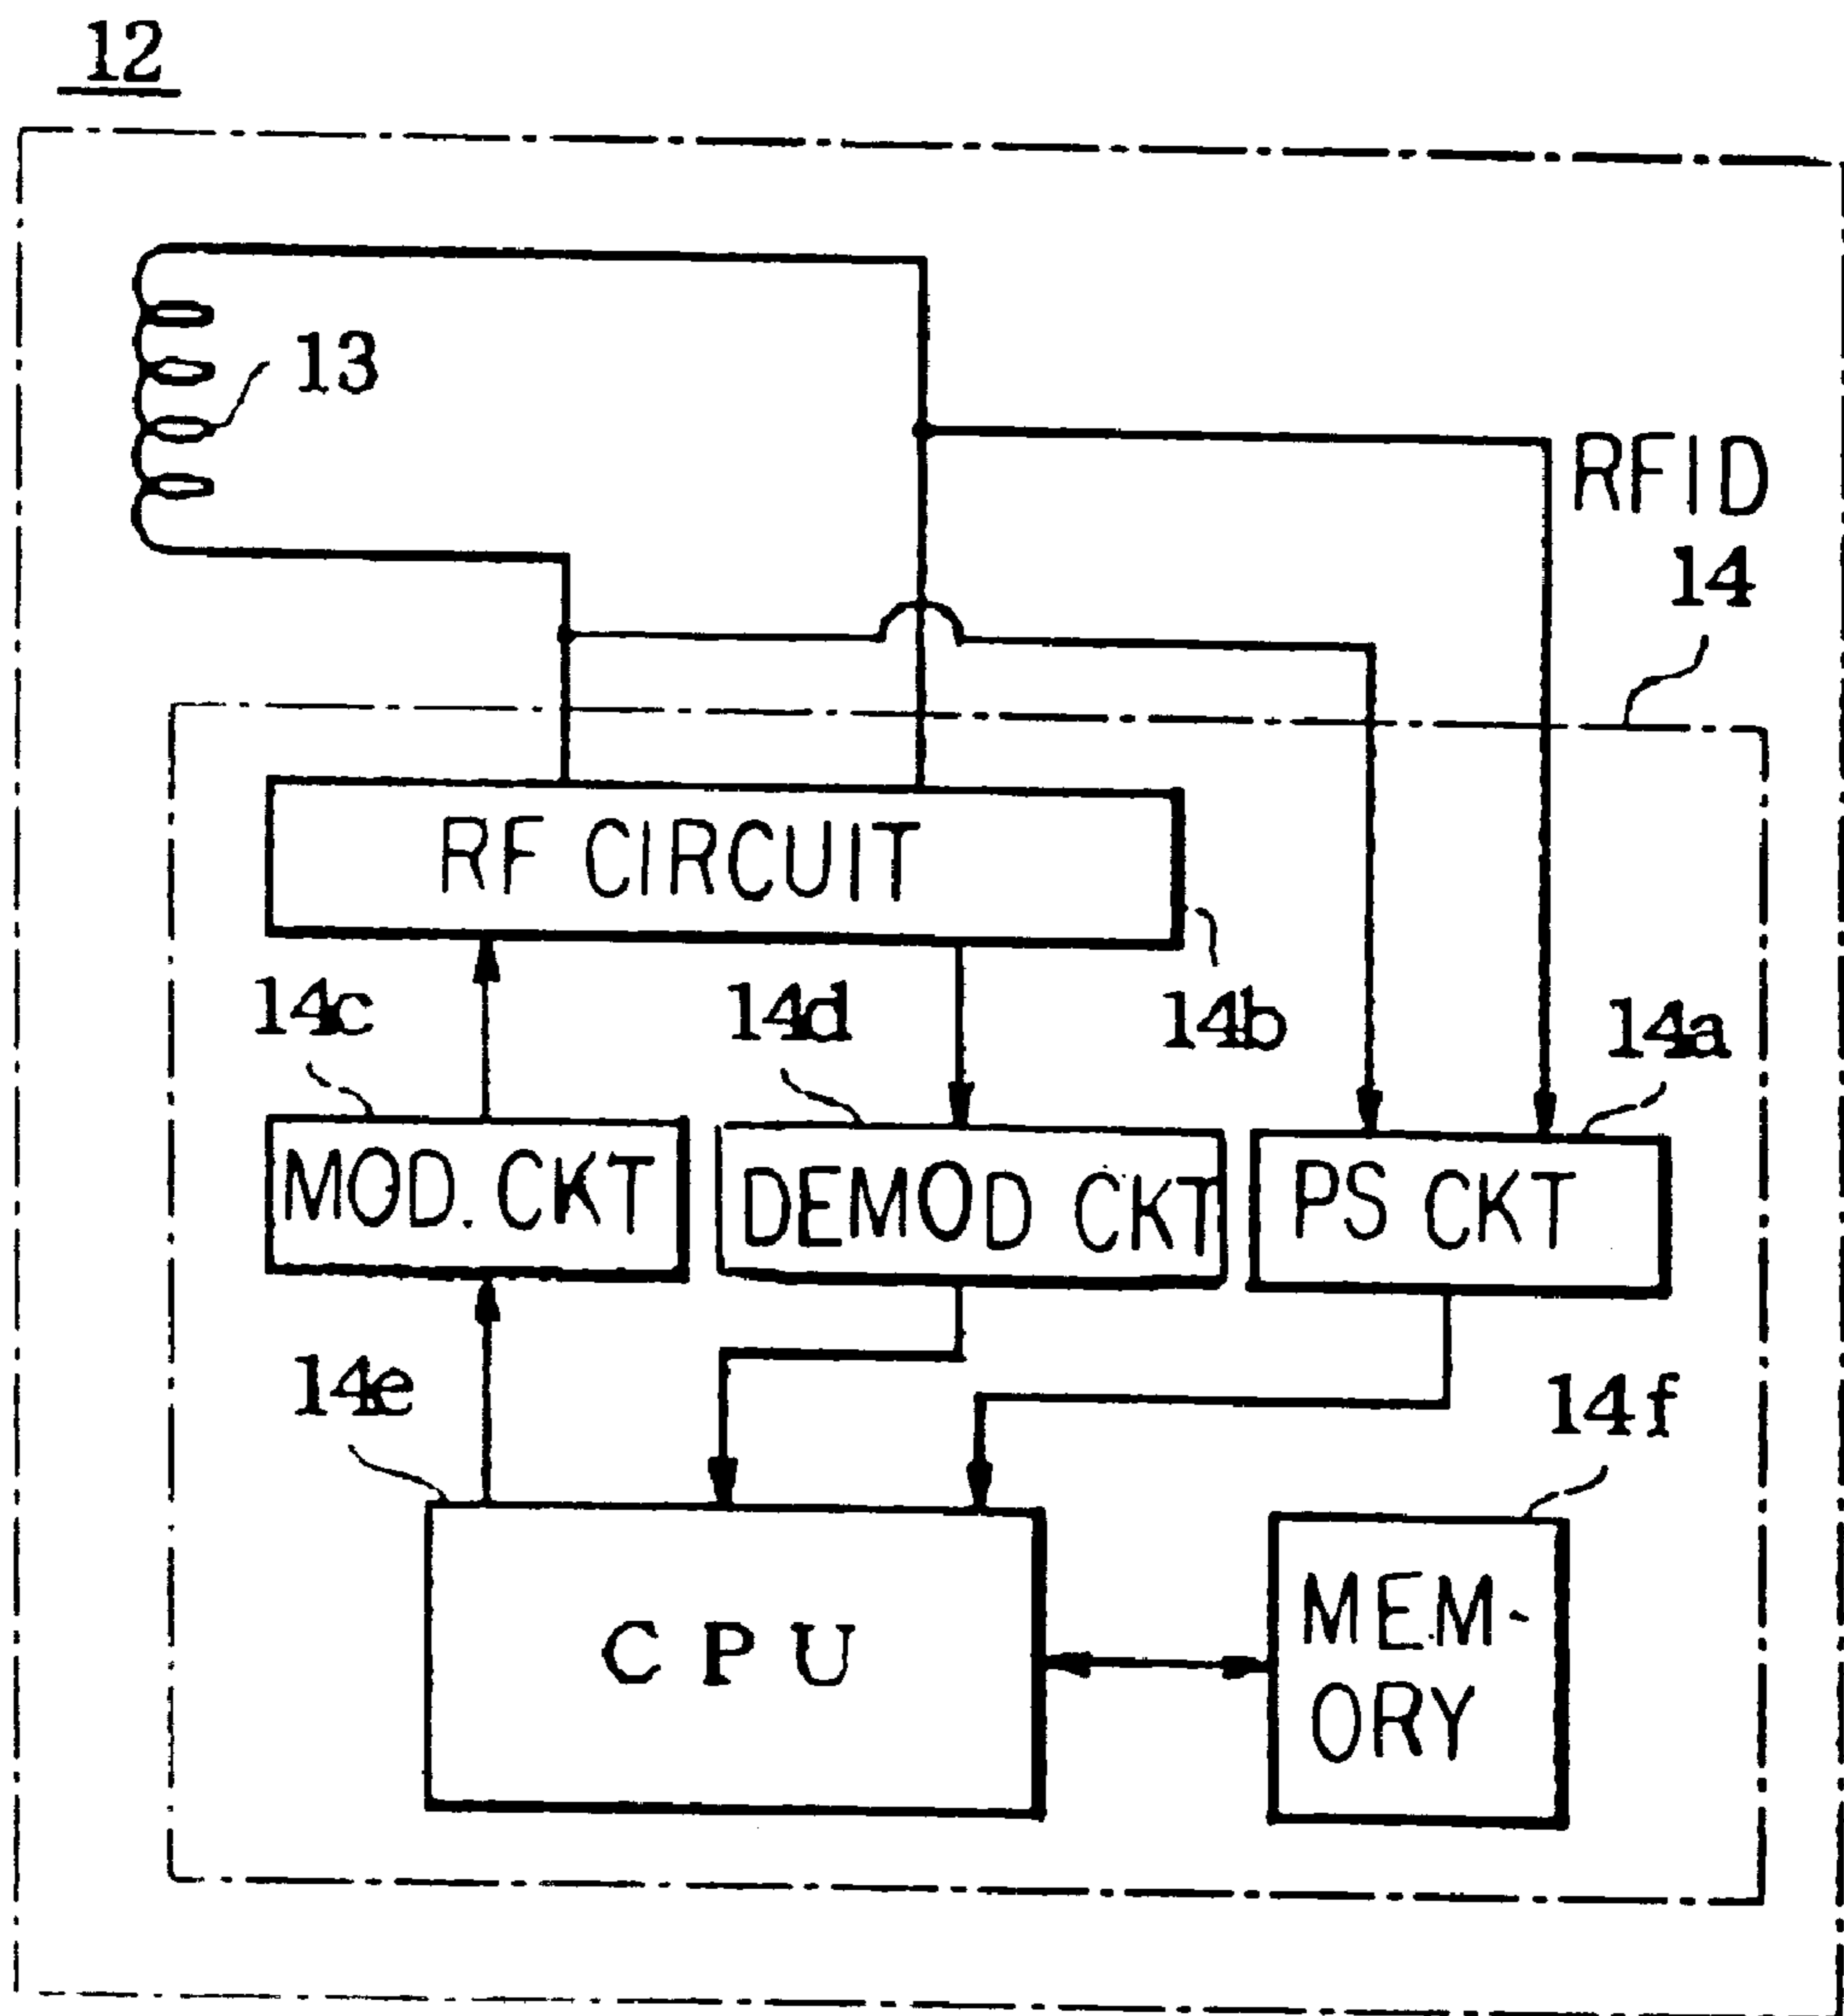 12
13
RFID
14
RF CIRCUIT
14c
14d
14b
14a
MOD. CKT
DEMOD CKT
PS CKT
14e
14f
CPU
MEM-
ORY